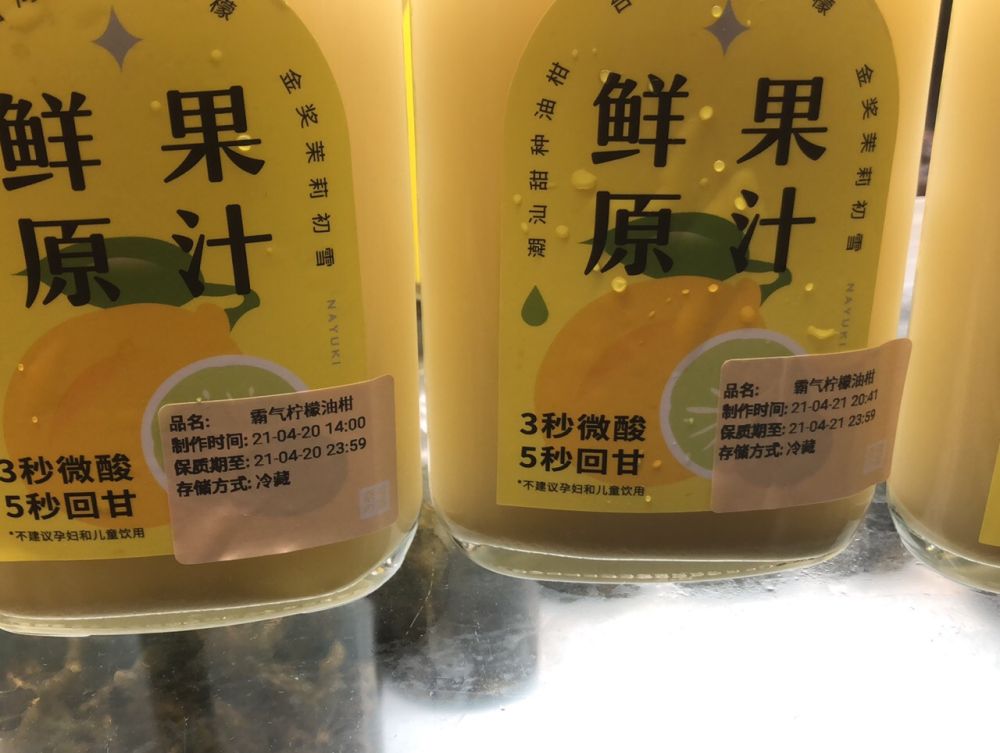 檬
鲜果
原汁
金奖茉莉初雪
NAYUKI
3秒微酸
5秒回甘
*不建议孕妇和儿童饮用
品名: 霸气柠檬油柑
制作时间: 21-04-20 14:00
保质期至: 21-04-20 23:59
存储方式: 冷藏
檬
潮汕甜种油柑
鲜果
原汁
金奖茉莉初雪
NAYUKI
3秒微酸
5秒回甘
*不建议孕妇和儿童饮用
品名: 霸气柠檬油柑
制作时间: 21-04-21 20:41
保质期至: 21-04-21 23:59
存储方式: 冷藏